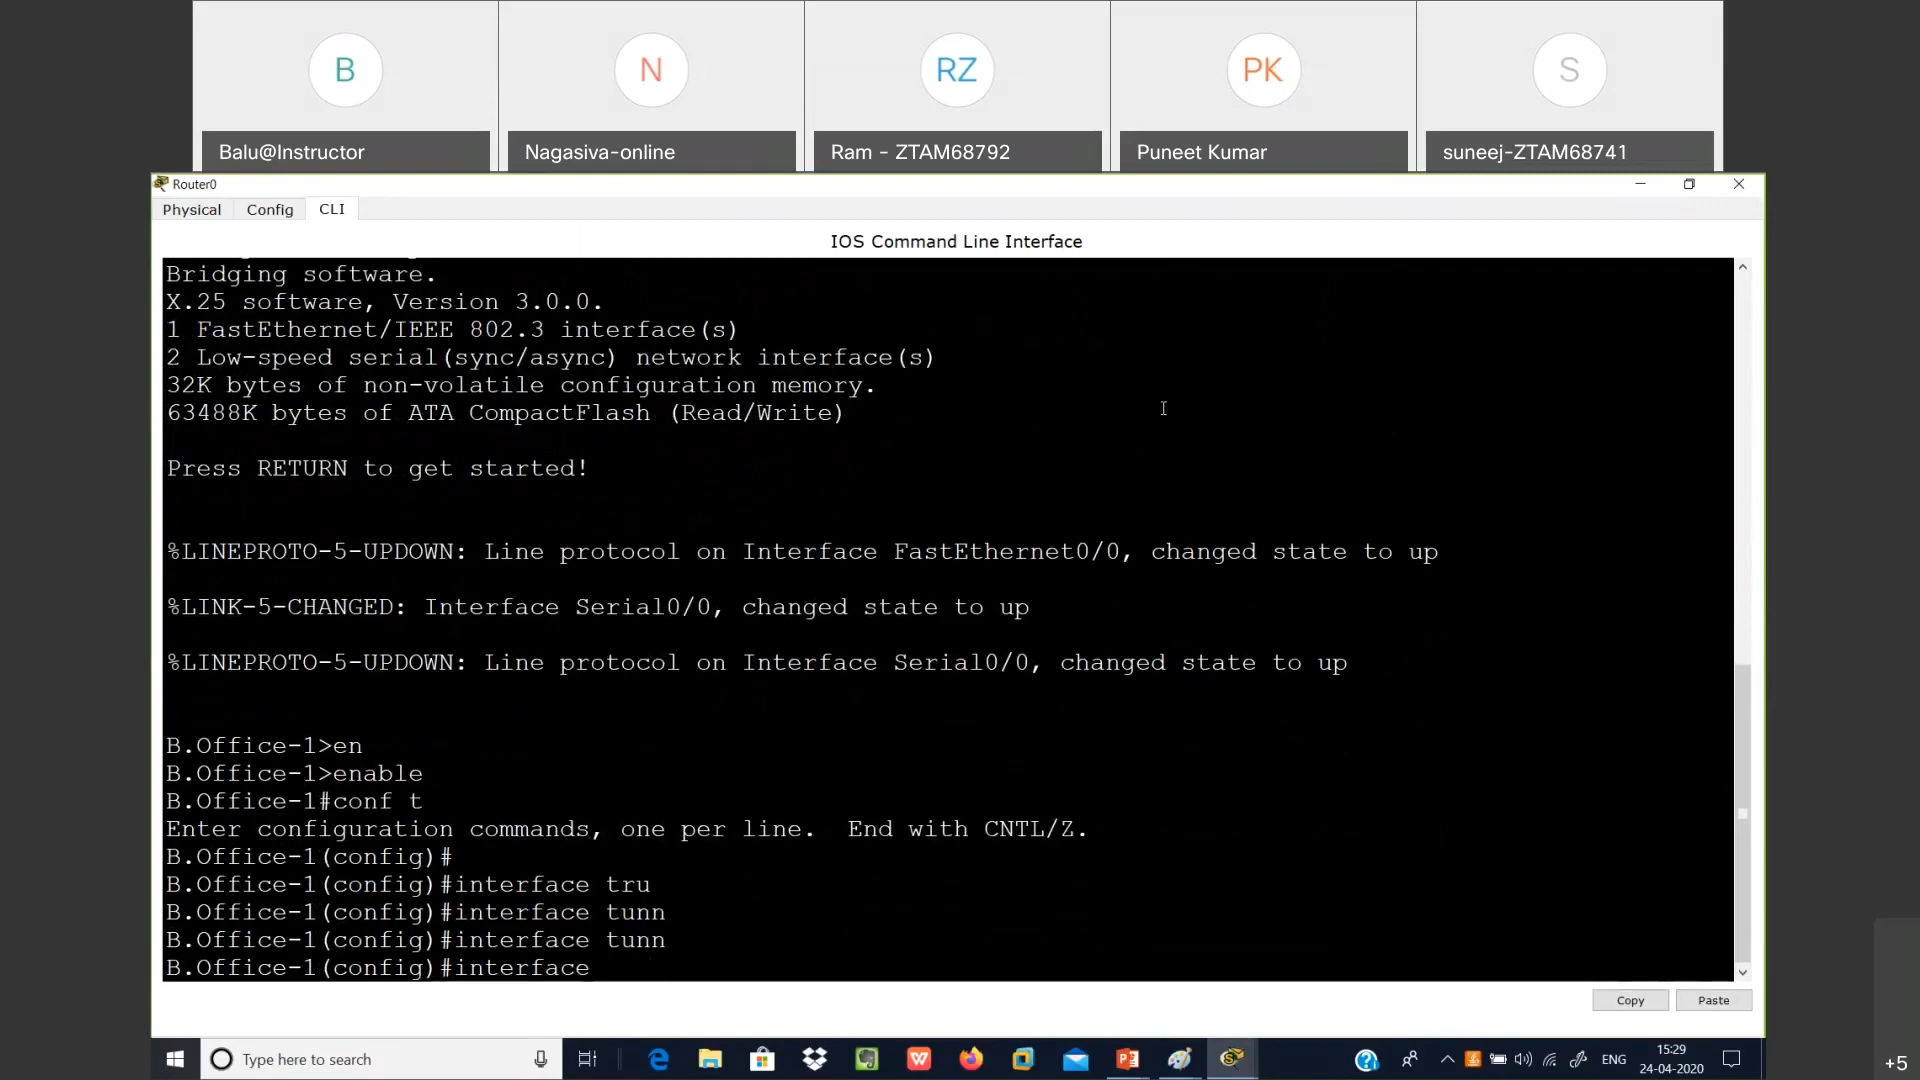 B
N
RZ
PK
S
Balu@Instructor
Nagasiva-online
Ram - ZTAM68792
Puneet Kumar
suneej-ZTAM68741
Router0
Physical
Config
CLI
IOS Command Line Interface
Bridging software.
X.25 software, Version 3.0.0.
1 FastEthernet/IEEE 802.3 interface(s)
2 Low-speed serial(sync/async) network interface(s)
32K bytes of non-volatile configuration memory.
63488K bytes of ATA CompactFlash (Read/Write)
Press RETURN to get started!
%LINEPROTO-5-UPDOWN: Line protocol on Interface FastEthernet0/0, changed state to up
%LINK-5-CHANGED: Interface Serial0/0, changed state to up
%LINEPROTO-5-UPDOWN: Line protocol on Interface Serial0/0, changed state to up
B.Office-1>en
B.Office-1>enable
B.Office-1#conf t
Enter configuration commands, one per line.  End with CNTL/Z.
B.Office-1(config)#
B.Office-1(config)#interface tru
B.Office-1(config)#interface tunn
B.Office-1(config)#interface tunn
B.Office-1(config)#interface
Copy
Paste
Type here to search
ENG
15:29
24-04-2020
+5